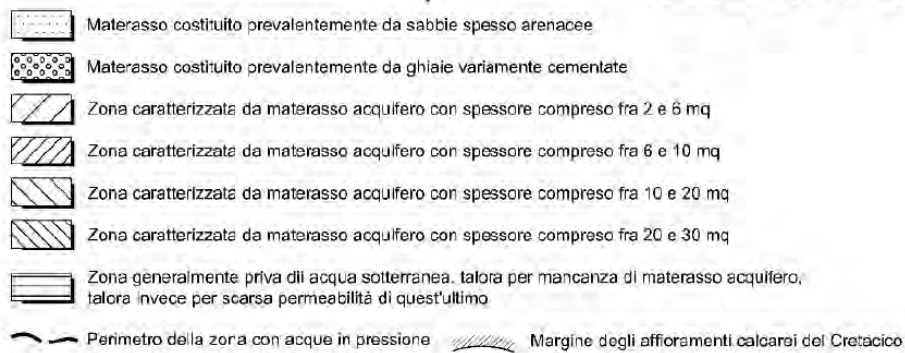 Materasso costituito prevalentemente da sabbie spesso arenacee
Materasso costituito prevalentemente da ghiaie variamente cementate
Zona caratterizzata da materasso acquifero con spessore compreso fra 2 e 6 mq
Zona caratterizzata da materasso acquifero con spessore compreso fra 6 e 10 mq
Zona caratterizzata da materasso acquifero con spessore compreso fra 10 e 20 mq
Zona caratterizzata da materasso acquifero con spessore compreso fra 20 e 30 mq
Zona generalmente priva dii acqua sotterranea. talora per mancanza di materasso acquifero,
talora invece per scarsa permeabilità di quest'ultimo
Perimetro della zona con acque in pressione Margine degli affioramenti calcarei del Cretacico